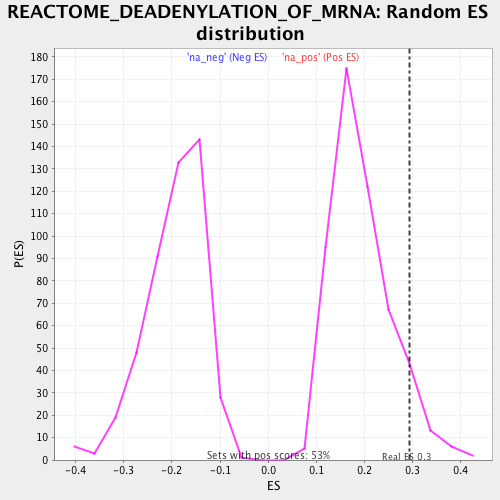 REACTOME_DEADENYLATION_OF_MRNA: Random ES
distribution
'na_neg' (Neg ES) 'na_pos' (Pos ES)
180
170
160
150
140
130
120
110
100
90
80
70
60
50
40
30
20
10
0
P(ES)
Sets with pos scores: 53%
Real ES 0.3
-0.4 -0.3 -0.2 -0.1 0.0 0.1 0.2 0.3 0.4
ES